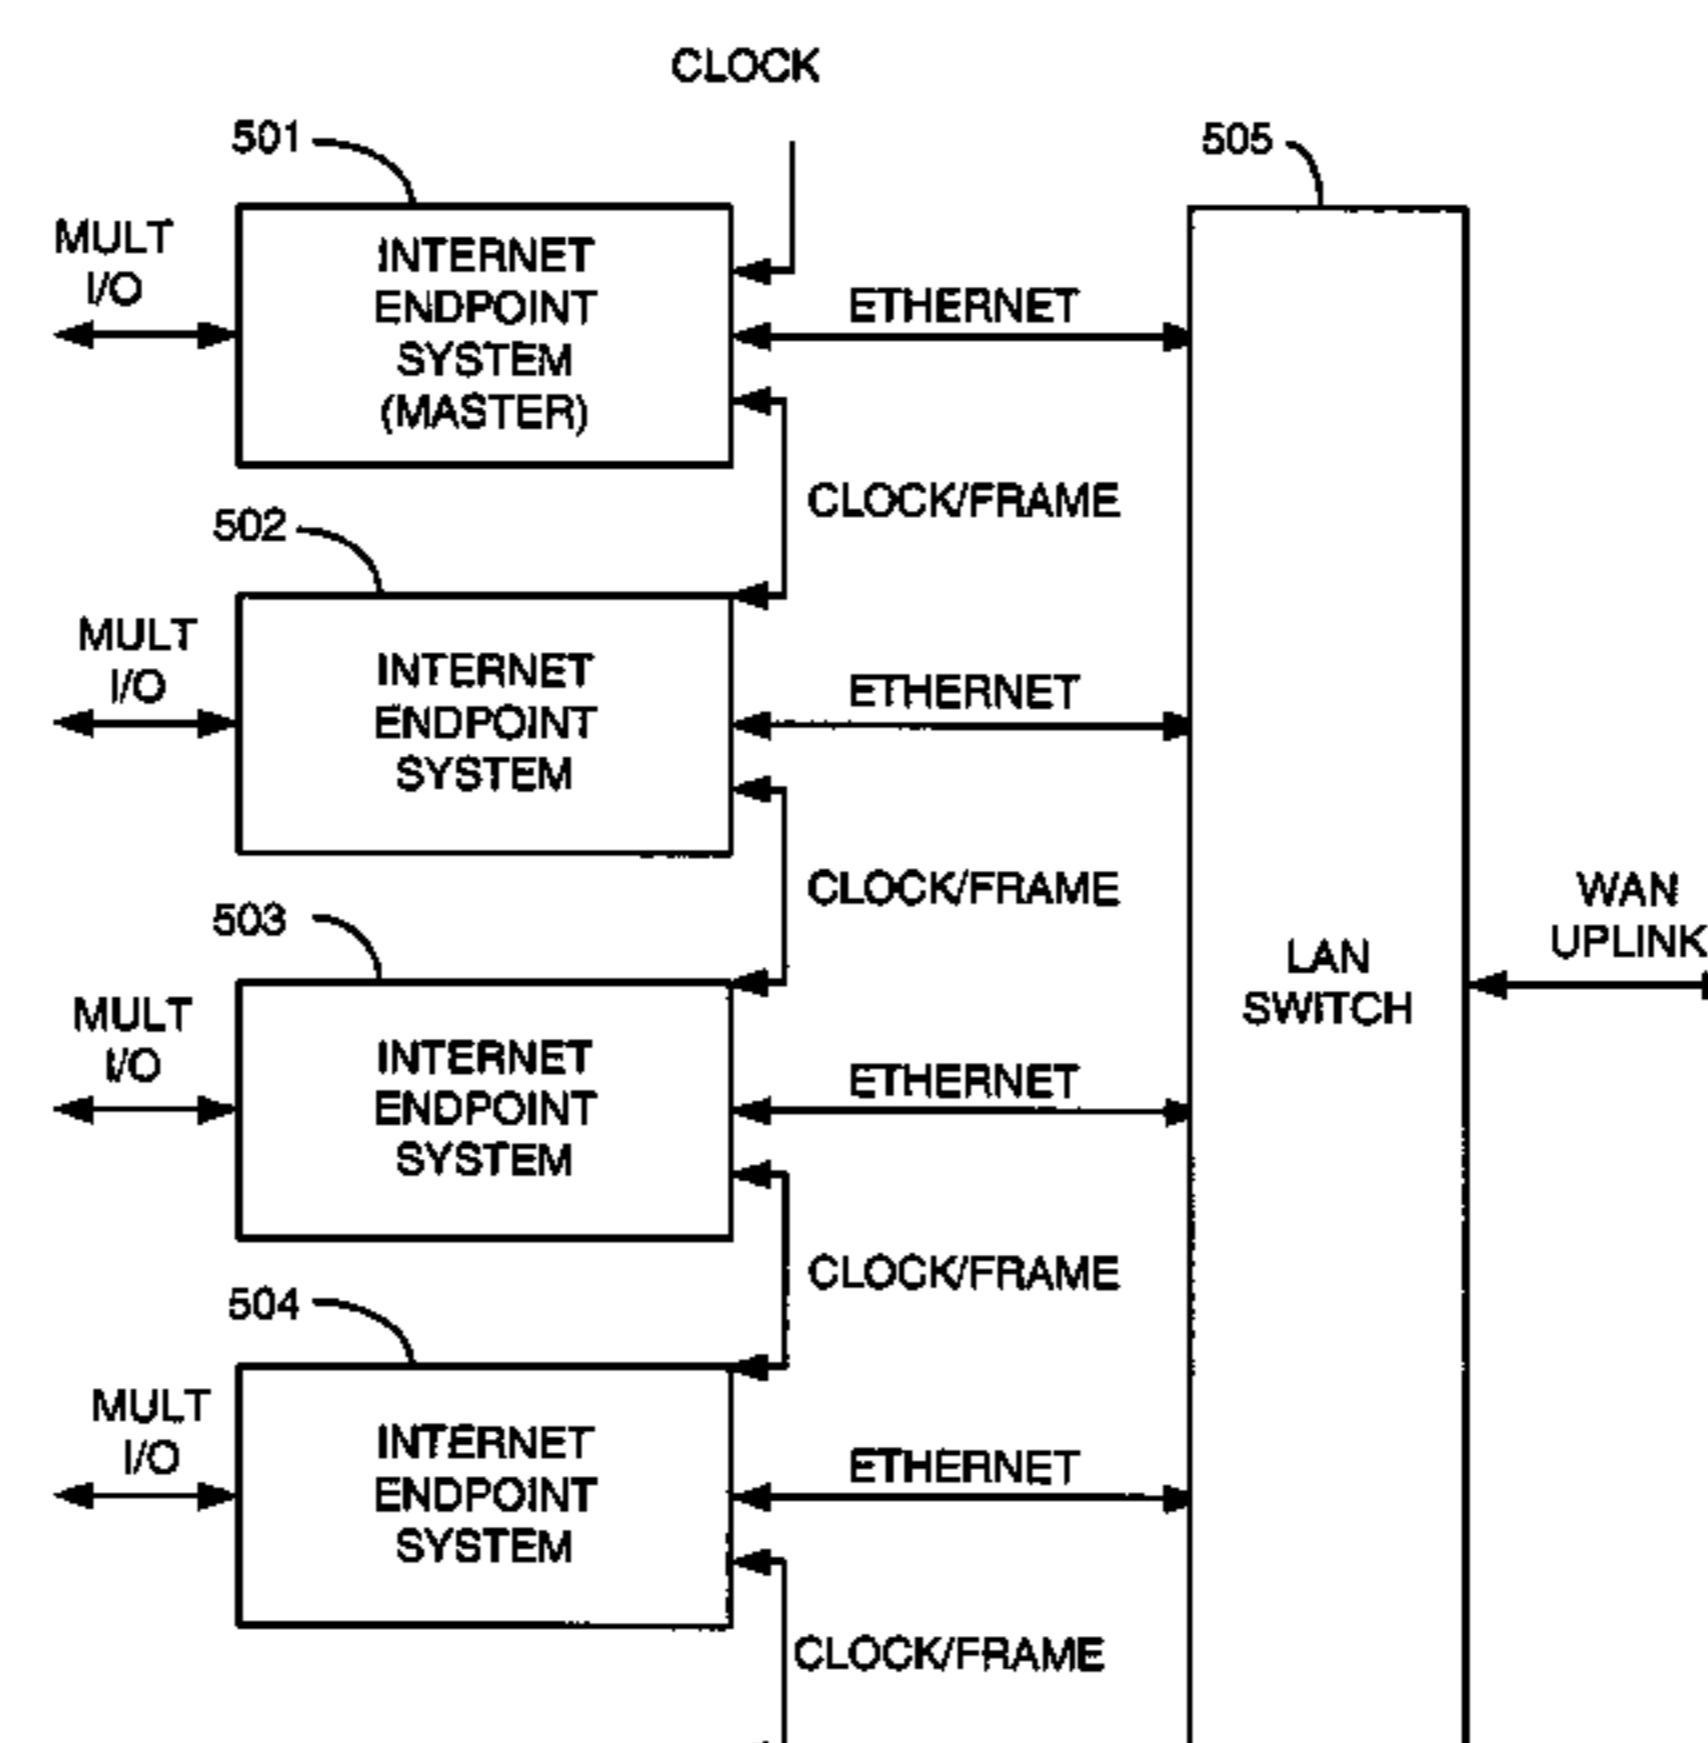 CLOCK
501
505
MULT
I/O
INTERNET
ENDPOINT
SYSTEM
(MASTER)
ETHERNET
CLOCK/FRAME
502
MULT
I/O
INTERNET
ENDPOINT
SYSTEM
ETHERNET
CLOCK/FRAME
503
MULT
I/O
INTERNET
ENDPOINT
SYSTEM
ETHERNET
LAN
SWITCH
WAN
UPLINK
CLOCK/FRAME
504
MULT
I/O
INTERNET
ENDPOINT
SYSTEM
ETHERNET
CLOCK/FRAME